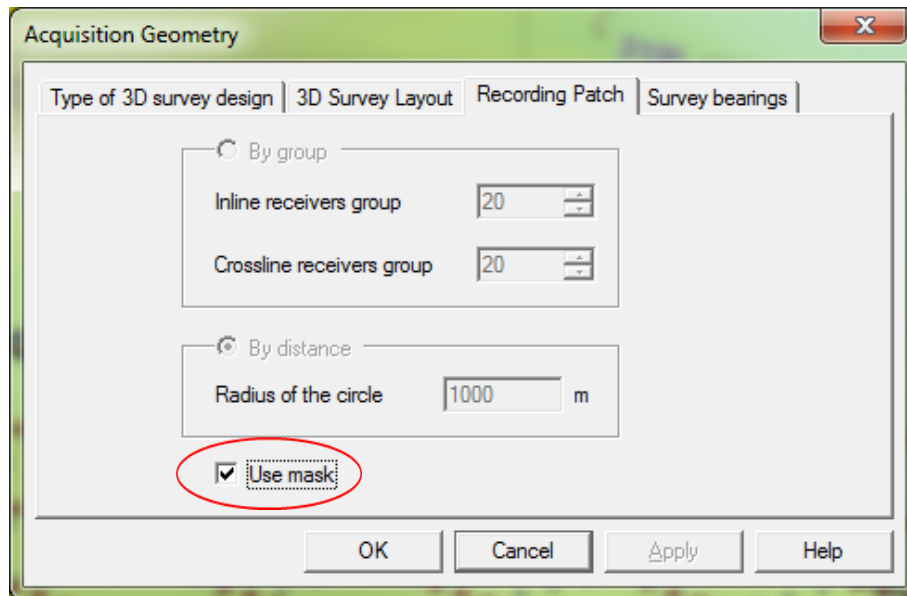 Acquisition Geometry
Type of 3D survey design 3D Survey Layout Recording Patch Survey bearings
By group
Inline receivers group 20
Crossline receivers group 20
By distance
Radius of the circle 1000 m
Use mask
OK Cancel Apply Help